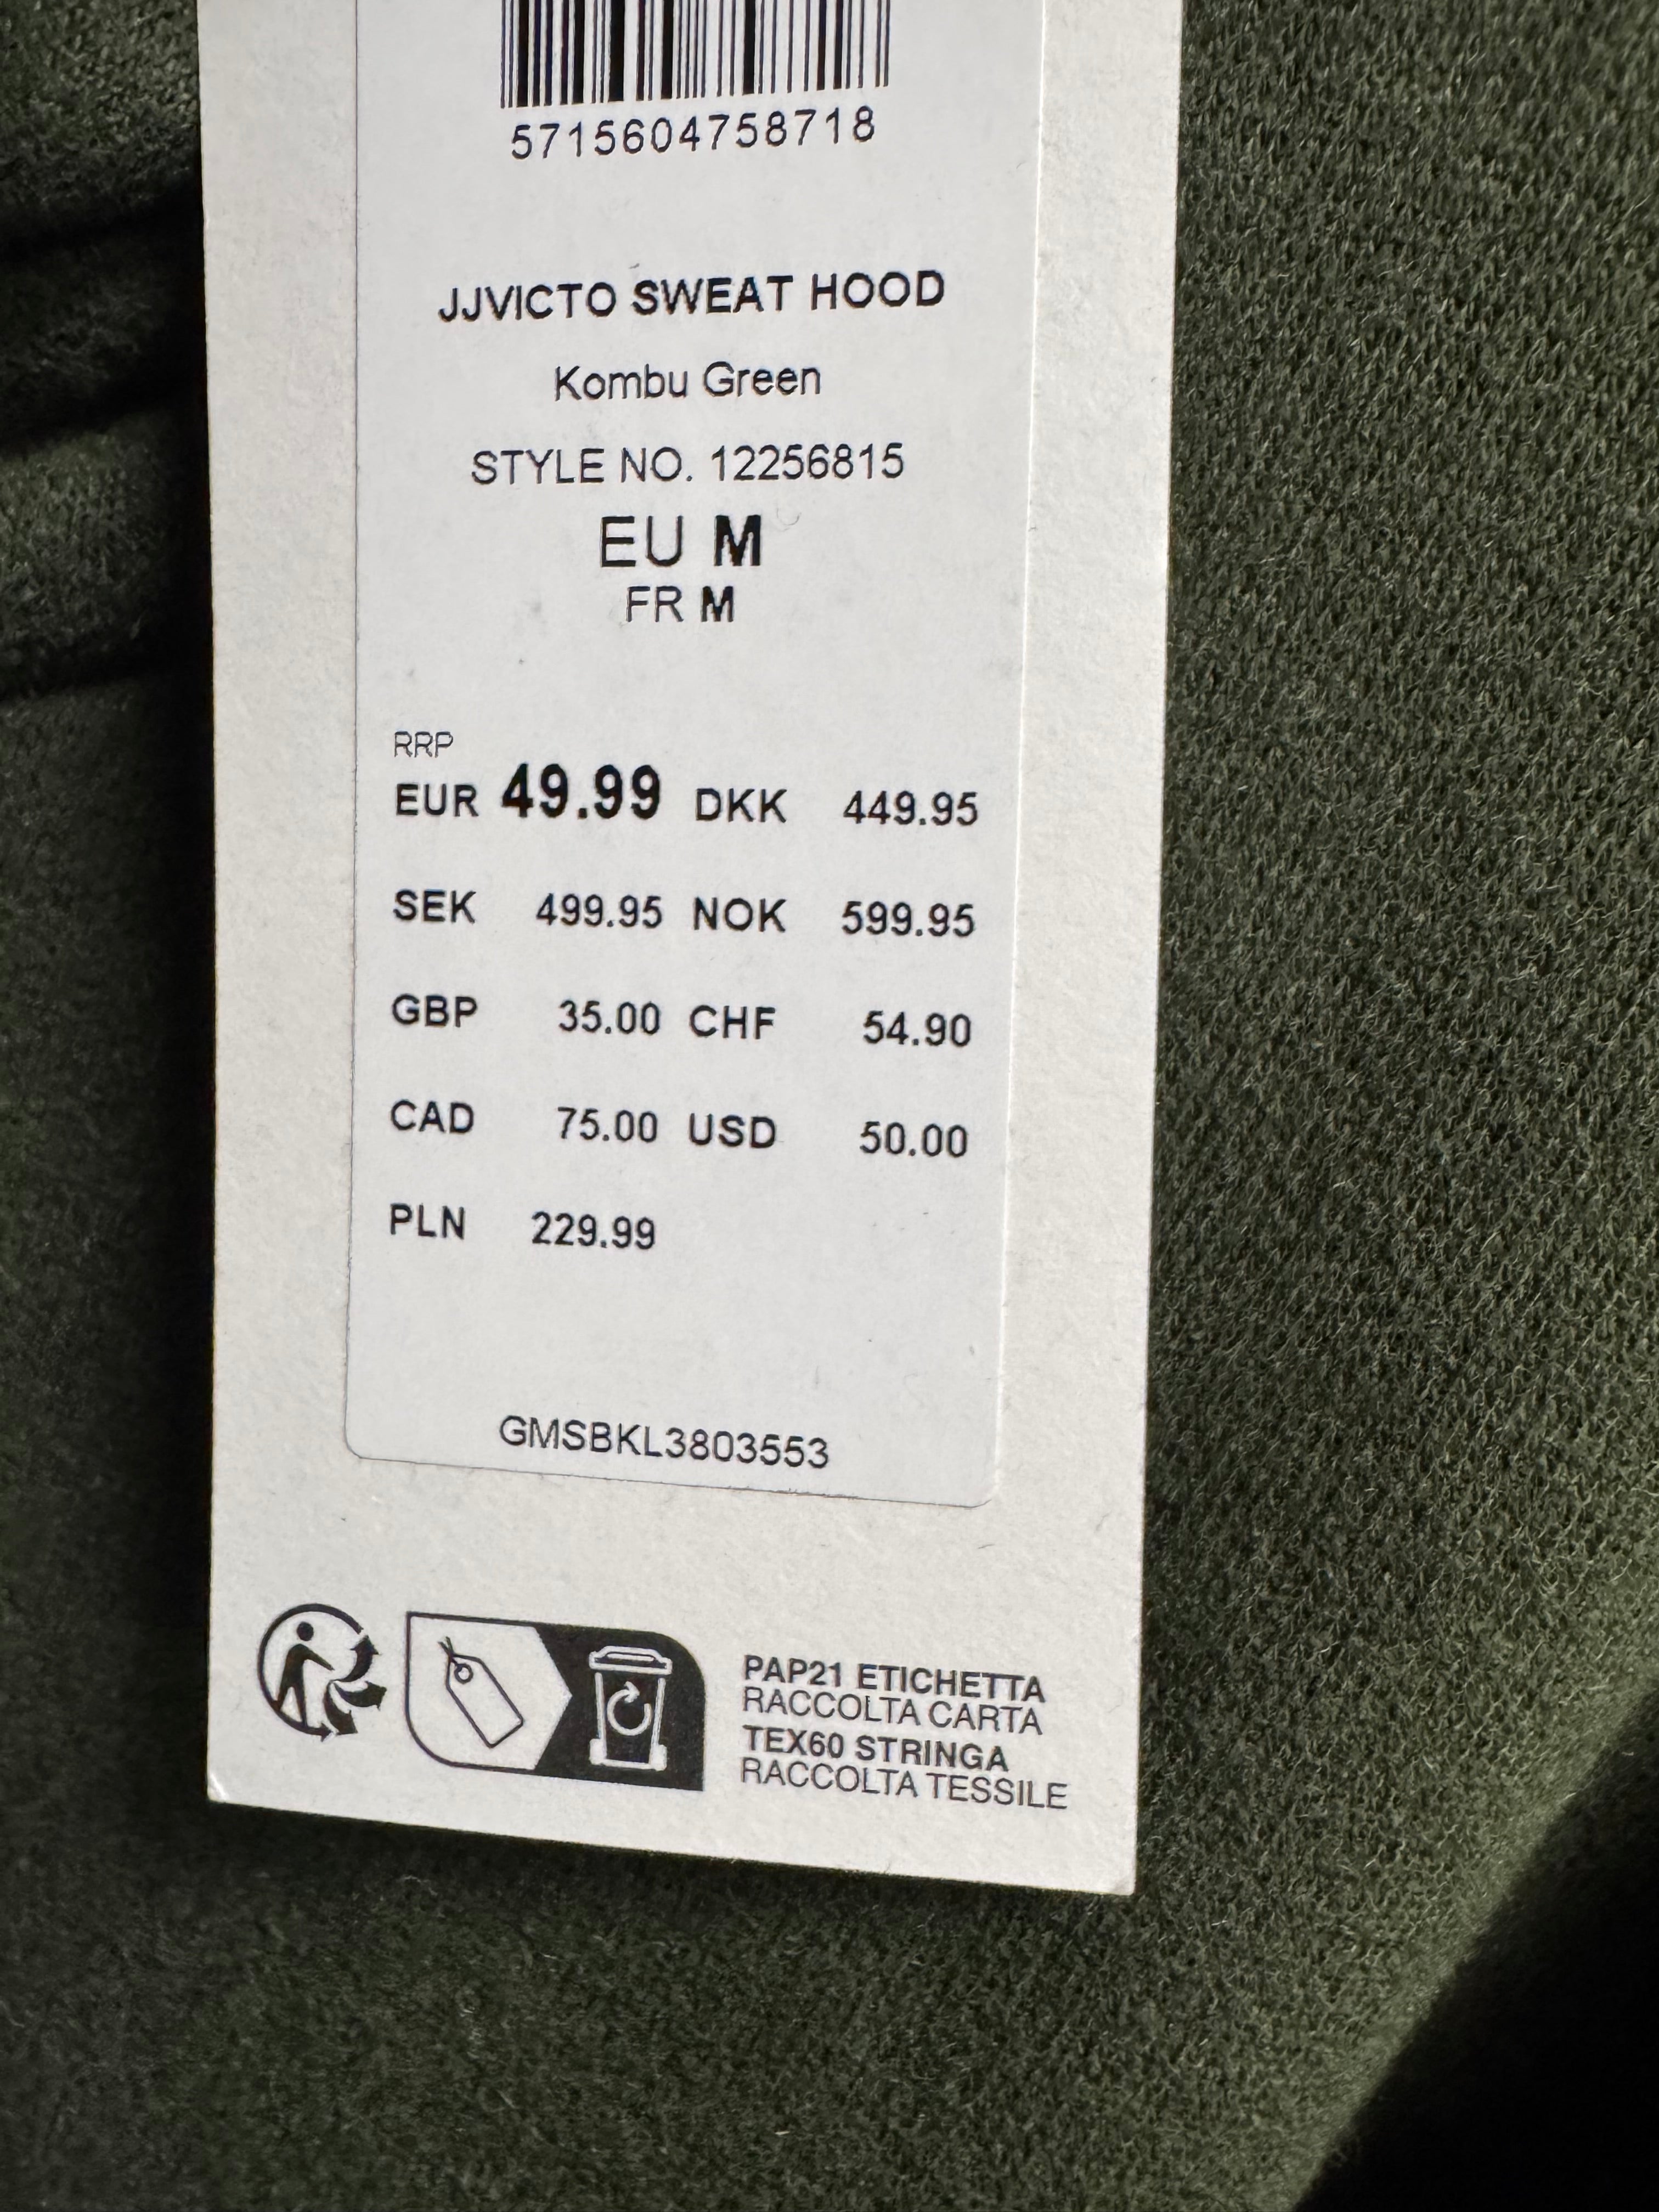 5715604758718
JJVICTO SWEAT HOOD
Kombu Green
STYLE NO. 12256815
EU M
FR M
RRP
EUR 49.99 DKK 449.95
SEK 499.95 NOK 599.95
GBP 35.00 CHF 54.90
CAD 75.00 USD 50.00
PLN 229.99
GMSBKL3803553
PAP21 ETICHETTA
RACCOLTA CARTA
TEX60 STRINGA
RACCOLTA TESSILE